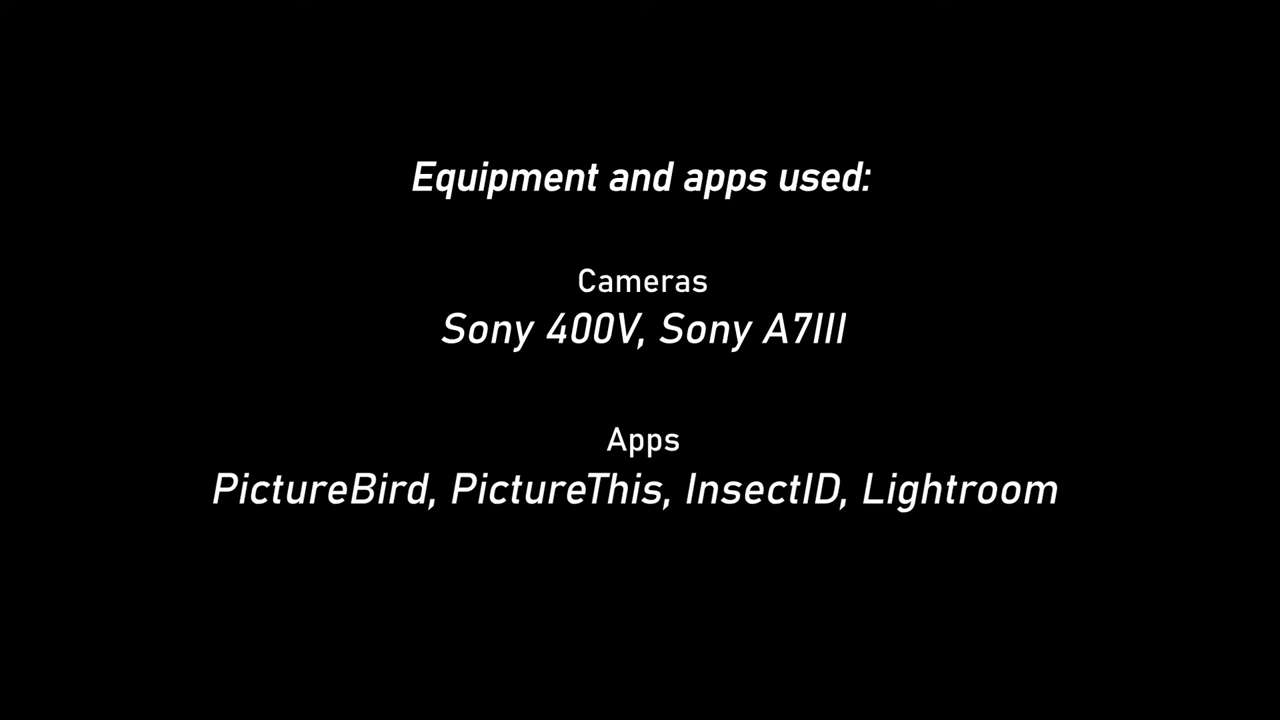 Equipment and apps used:
Cameras
Sony 400V, Sony A7III
Apps
PictureBird, PictureThis, InsectID, Lightroom